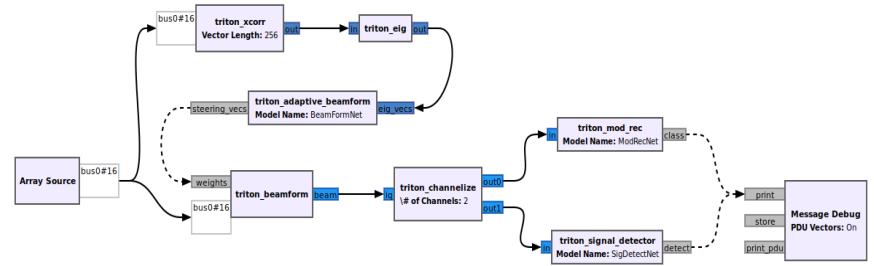 bus0#16
triton_xcorr
Vector Length: 256
out
in
triton_eig
out
steering_vecs
triton_adaptive_beamform
Model Name: BeamFormNet
eig_vecs
Array Source
bus0#16
weights
bus0#16
triton_beamform
beam
iq
triton_channelize
\# of Channels: 2
out0
out1
in
triton_mod_rec
Model Name: ModRecNet
class
in
triton_signal_detector
Model Name: SigDetectNet
detect
print
store
print_pdu
Message Debug
PDU Vectors: On